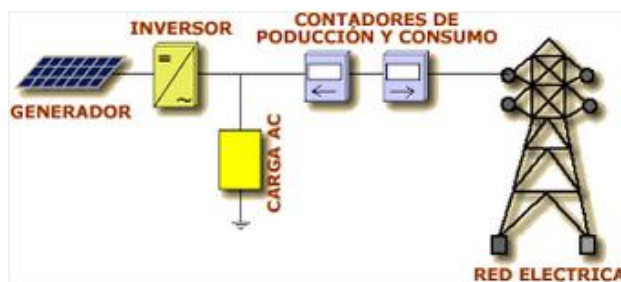 INVERSOR
CONTADORES DE
PODUCCIÓN Y CONSUMO
GENERADOR
CARGA AC
RED ELECTRICA